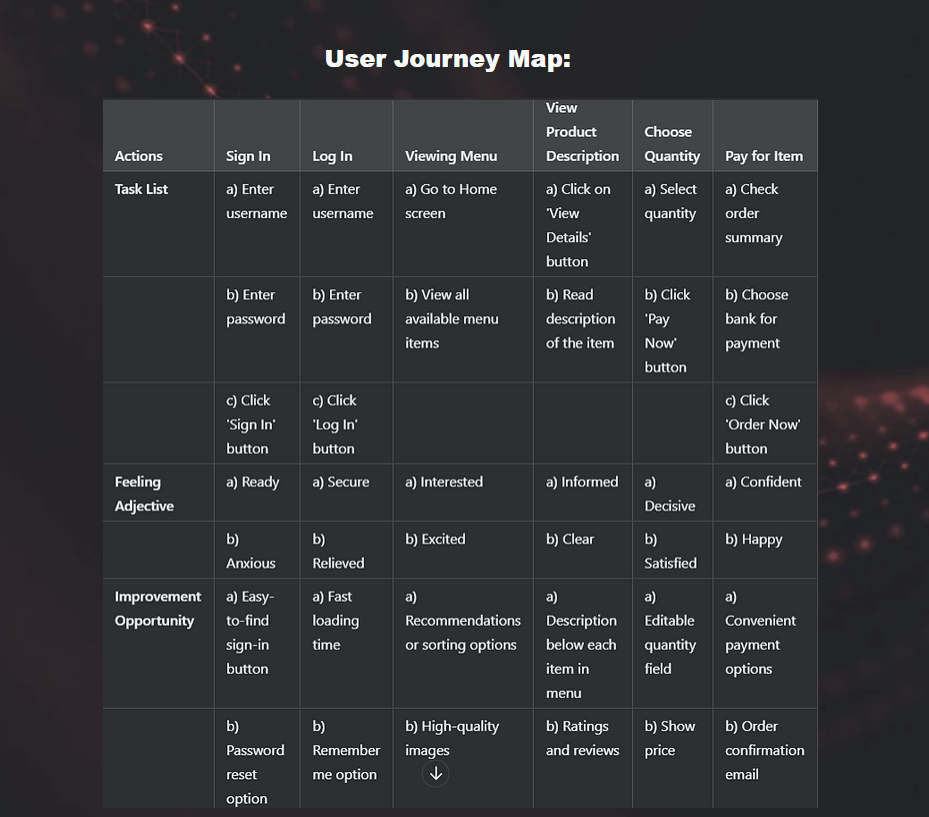 User Journey Map:
Actions
Sign In
Log In
Viewing Menu
View
Product
Description
Choose
Quantity
Pay for Item
Task List
a) Enter
username
a) Enter
username
a) Go to Home
screen
a) Click on
'View
Details'
button
a) Select
quantity
a) Check
order
summary
b) Enter
password
b) Enter
password
b) View all
available menu
items
b) Read
description
of the item
b) Click
'Pay
Now'
button
b) Choose
bank for
payment
c) Click
'Sign In'
button
c) Click
'Log In'
button
c) Click
'Order Now'
button
Feeling
Adjective
a) Ready
a) Secure
a) Interested
a) Informed
a)
Decisive
a) Confident
b)
Anxious
b)
Relieved
b) Excited
b) Clear
b)
Satisfied
b) Happy
Improvement
Opportunity
a) Easy-
to-find
sign-in
button
a) Fast
loading
time
a)
Recommendations
or sorting options
a)
Description
below each
item in
menu
a)
Editable
quantity
field
a)
Convenient
payment
options
b)
Password
reset
option
b)
Remember
me option
b) High-quality
images
b) Ratings
and reviews
b) Show
price
b) Order
confirmation
email